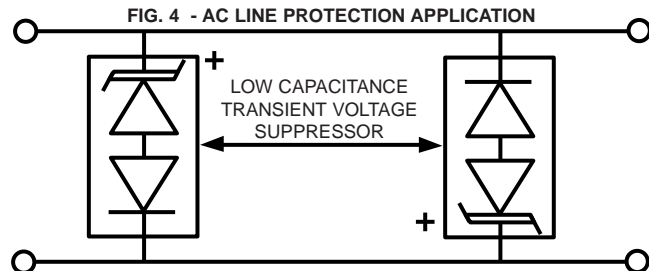 FIG. 4 - AC LINE PROTECTION APPLICATION
+
LOW CAPACITANCE
TRANSIENT VOLTAGE
SUPPRESSOR
+